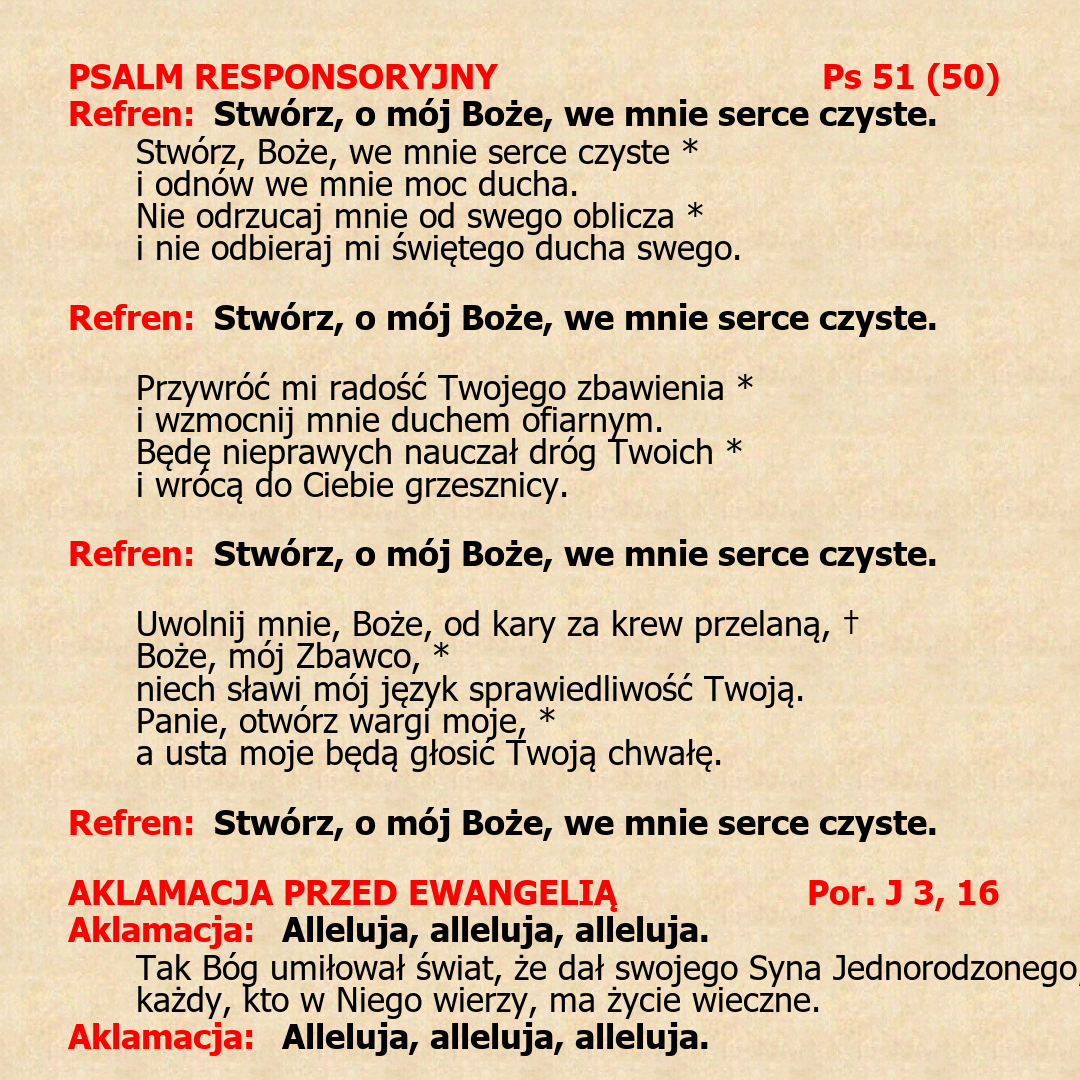 PSALM RESPONSORYJNY Ps 51 (50)
Refren: Stwórz, o mój Boże, we mnie serce czyste.
Stwórz, Boże, we mnie serce czyste *
i odnów we mnie moc ducha.
Nie odrzucaj mnie od swego oblicza *
i nie odbieraj mi świętego ducha swego.
Refren: Stwórz, o mój Boże, we mnie serce czyste.
Przywróć mi radość Twojego zbawienia *
i wzmocnij mnie duchem ofiarnym.
Będę nieprawych nauczał dróg Twoich *
i wrócą do Ciebie grzesznicy.
Refren: Stwórz, o mój Boże, we mnie serce czyste.
Uwolnij mnie, Boże, od kary za krew przelaną, †
Boże, mój Zbawco, *
niech sławi mój język sprawiedliwość Twoją.
Panie, otwórz wargi moje, *
a usta moje będą głosić Twoją chwałę.
Refren: Stwórz, o mój Boże, we mnie serce czyste.
AKLAMACJA PRZED EWANGELIĄ Por. J 3, 16
Aklamacja: Alleluja, alleluja, alleluja.
Tak Bóg umiłował świat, że dał swojego Syna Jednorodzonego,
każdy, kto w Niego wierzy, ma życie wieczne.
Aklamacja: Alleluja, alleluja, alleluja.